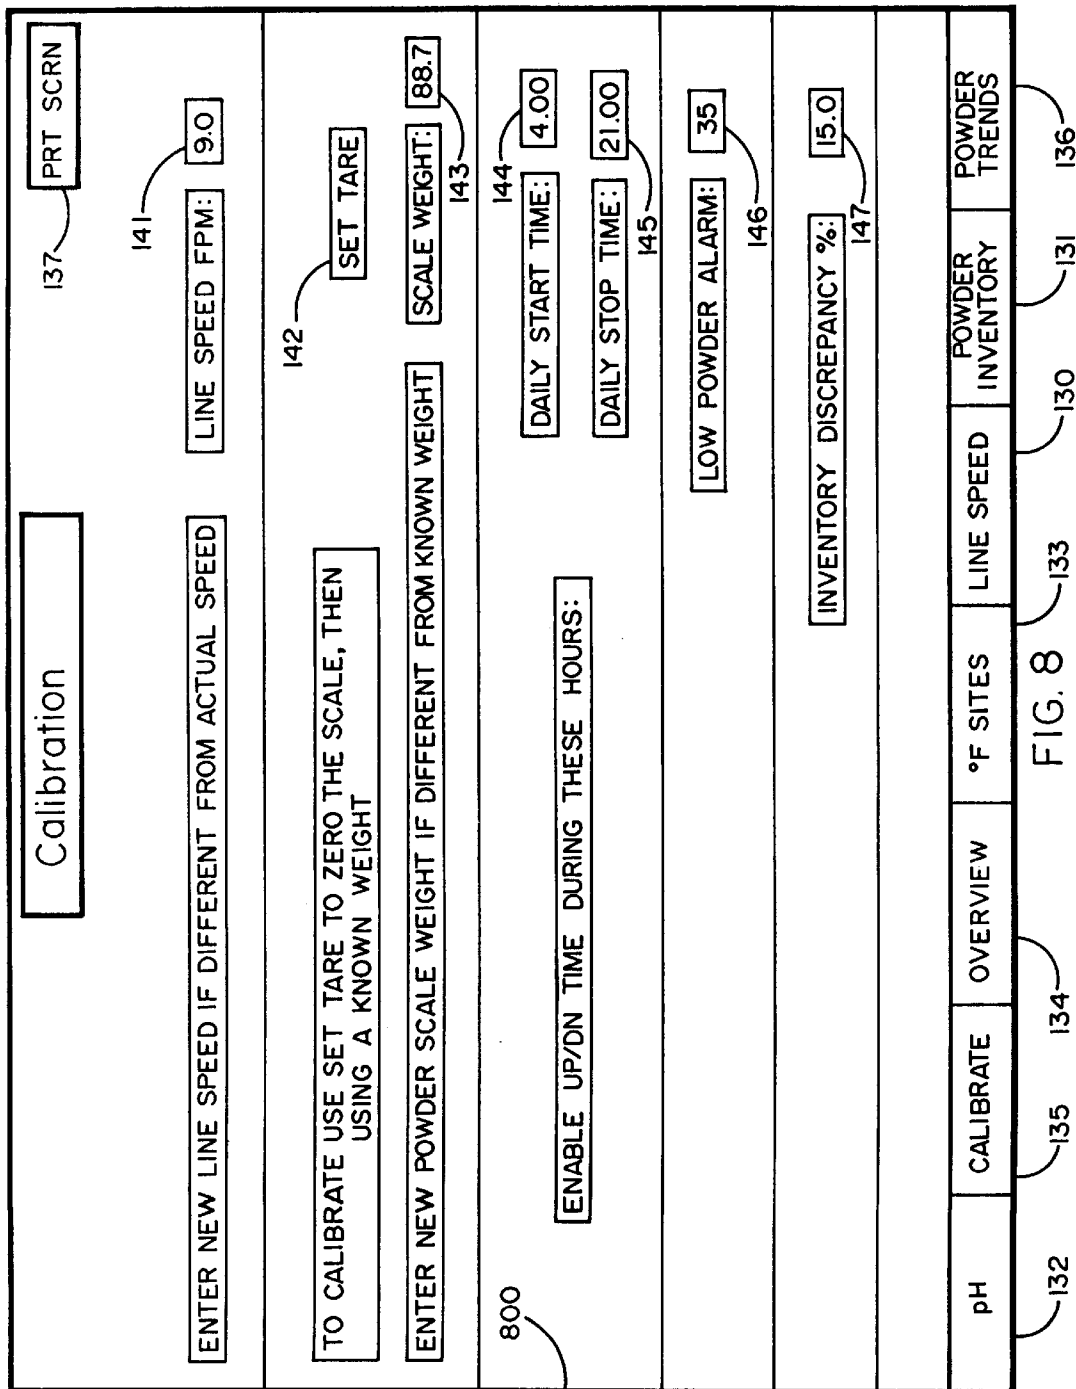 Calibration
PRT SCRN
137
141
ENTER NEW LINE SPEED IF DIFFERENT FROM ACTUAL SPEED
LINE SPEED FPM:
9.0
142
TO CALIBRATE USE SET TARE TO ZERO THE SCALE, THEN
USING A KNOWN WEIGHT
SET TARE
ENTER NEW POWDER SCALE WEIGHT IF DIFFERENT FROM KNOWN WEIGHT
SCALE WEIGHT:
88.7
143
800
144
DAILY START TIME:
4.00
ENABLE UP/DN TIME DURING THESE HOURS:
DAILY STOP TIME:
21.00
145
LOW POWDER ALARM:
35
146
INVENTORY DISCREPANCY %:
15.0
147
pH
CALIBRATE
OVERVIEW
°F SITES
LINE SPEED
POWDER
INVENTORY
POWDER
TRENDS
132
135
134
133
130
131
136
FIG. 8